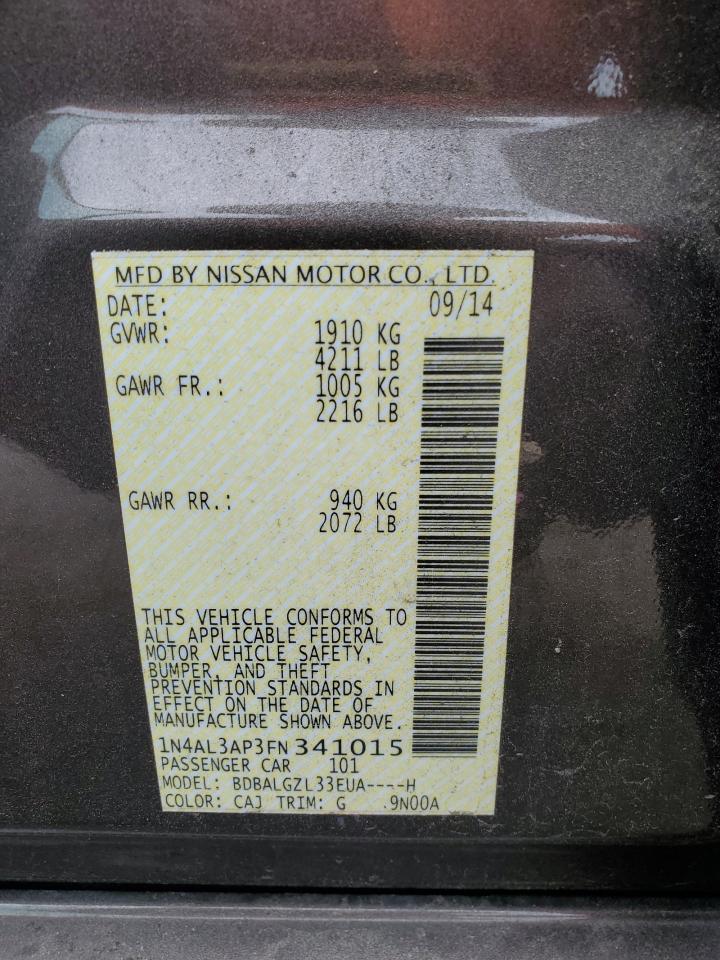 MFD BY NISSAN MOTOR CO., LTD.
DATE: 09/14
GVWR: 1910 KG
4211 LB
GAWR FR.: 1005 KG
2216 LB
GAWR RR.: 940 KG
2072 LB
THIS VEHICLE CONFORMS TO
ALL APPLICABLE FEDERAL
MOTOR VEHICLE SAFETY,
BUMPER, AND THEFT
PREVENTION STANDARDS IN
EFFECT ON THE DATE OF
MANUFACTURE SHOWN ABOVE.
1N4AL3AP3FN341015
PASSENGER CAR 101
MODEL: BDBALGZL33EUA----H
COLOR: CAJ TRIM: G .9N00A